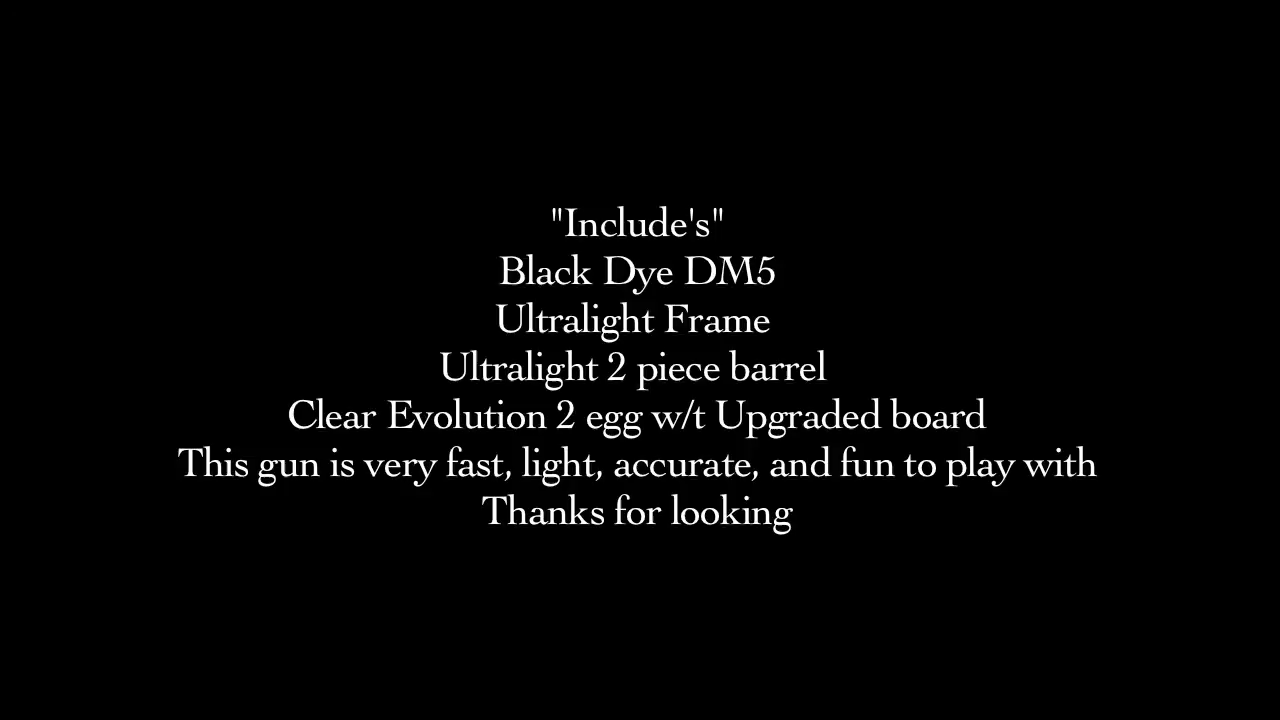 "Include's"
Black Dye DM5
Ultralight Frame
Ultralight 2 piece barrel
Clear Evolution 2 egg w/t Upgraded board
This gun is very fast, light, accurate, and fun to play with
Thanks for looking